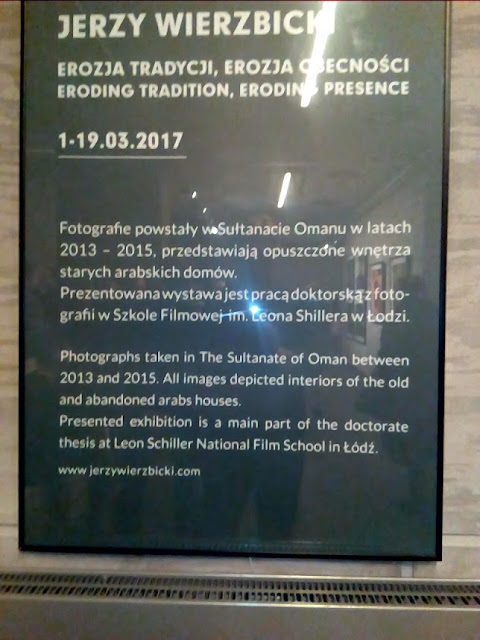 JERZY WIERZBICKI
EROZJA TRADYCJI, EROZJA OBECNOŚCI
ERODING TRADITION, ERODING PRESENCE
1-19.03.2017
Fotografie powstały w Sułtanacie Omanu w latach
2013 – 2015, przedstawiają opuszczone wnętrza
starych arabskich domów.
Prezentowana wystawa jest pracą doktorską z foto-
grafii w Szkole Filmowej im. Leona Shillera w Łodzi.
Photographs taken in The Sultanate of Oman between
2013 and 2015. All images depicted interiors of the old
and abandoned arabs houses.
Presented exhibition is a main part of the doctorate
thesis at Leon Schiller National Film School in Łódź.
www.jerzywierzbicki.com